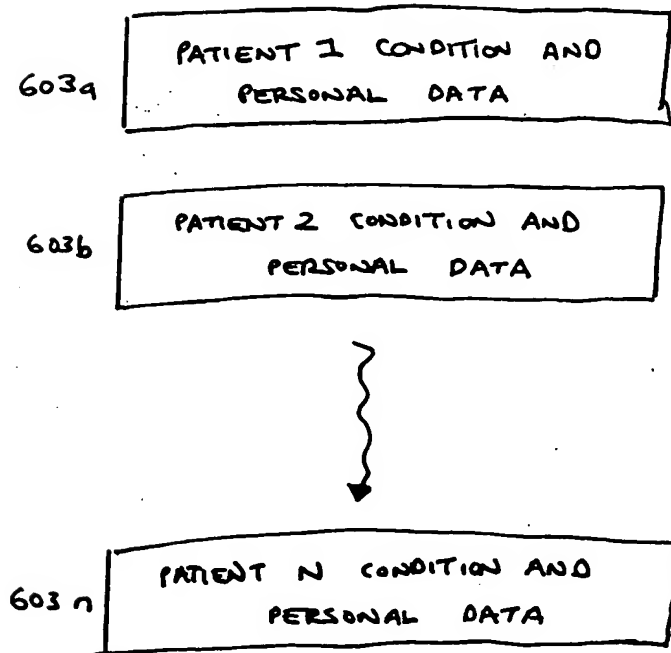 603a
PATIENT 1 CONDITION AND
PERSONAL DATA
603b
PATIENT 2 CONDITION AND
PERSONAL DATA
603n
PATIENT N CONDITION AND
PERSONAL DATA